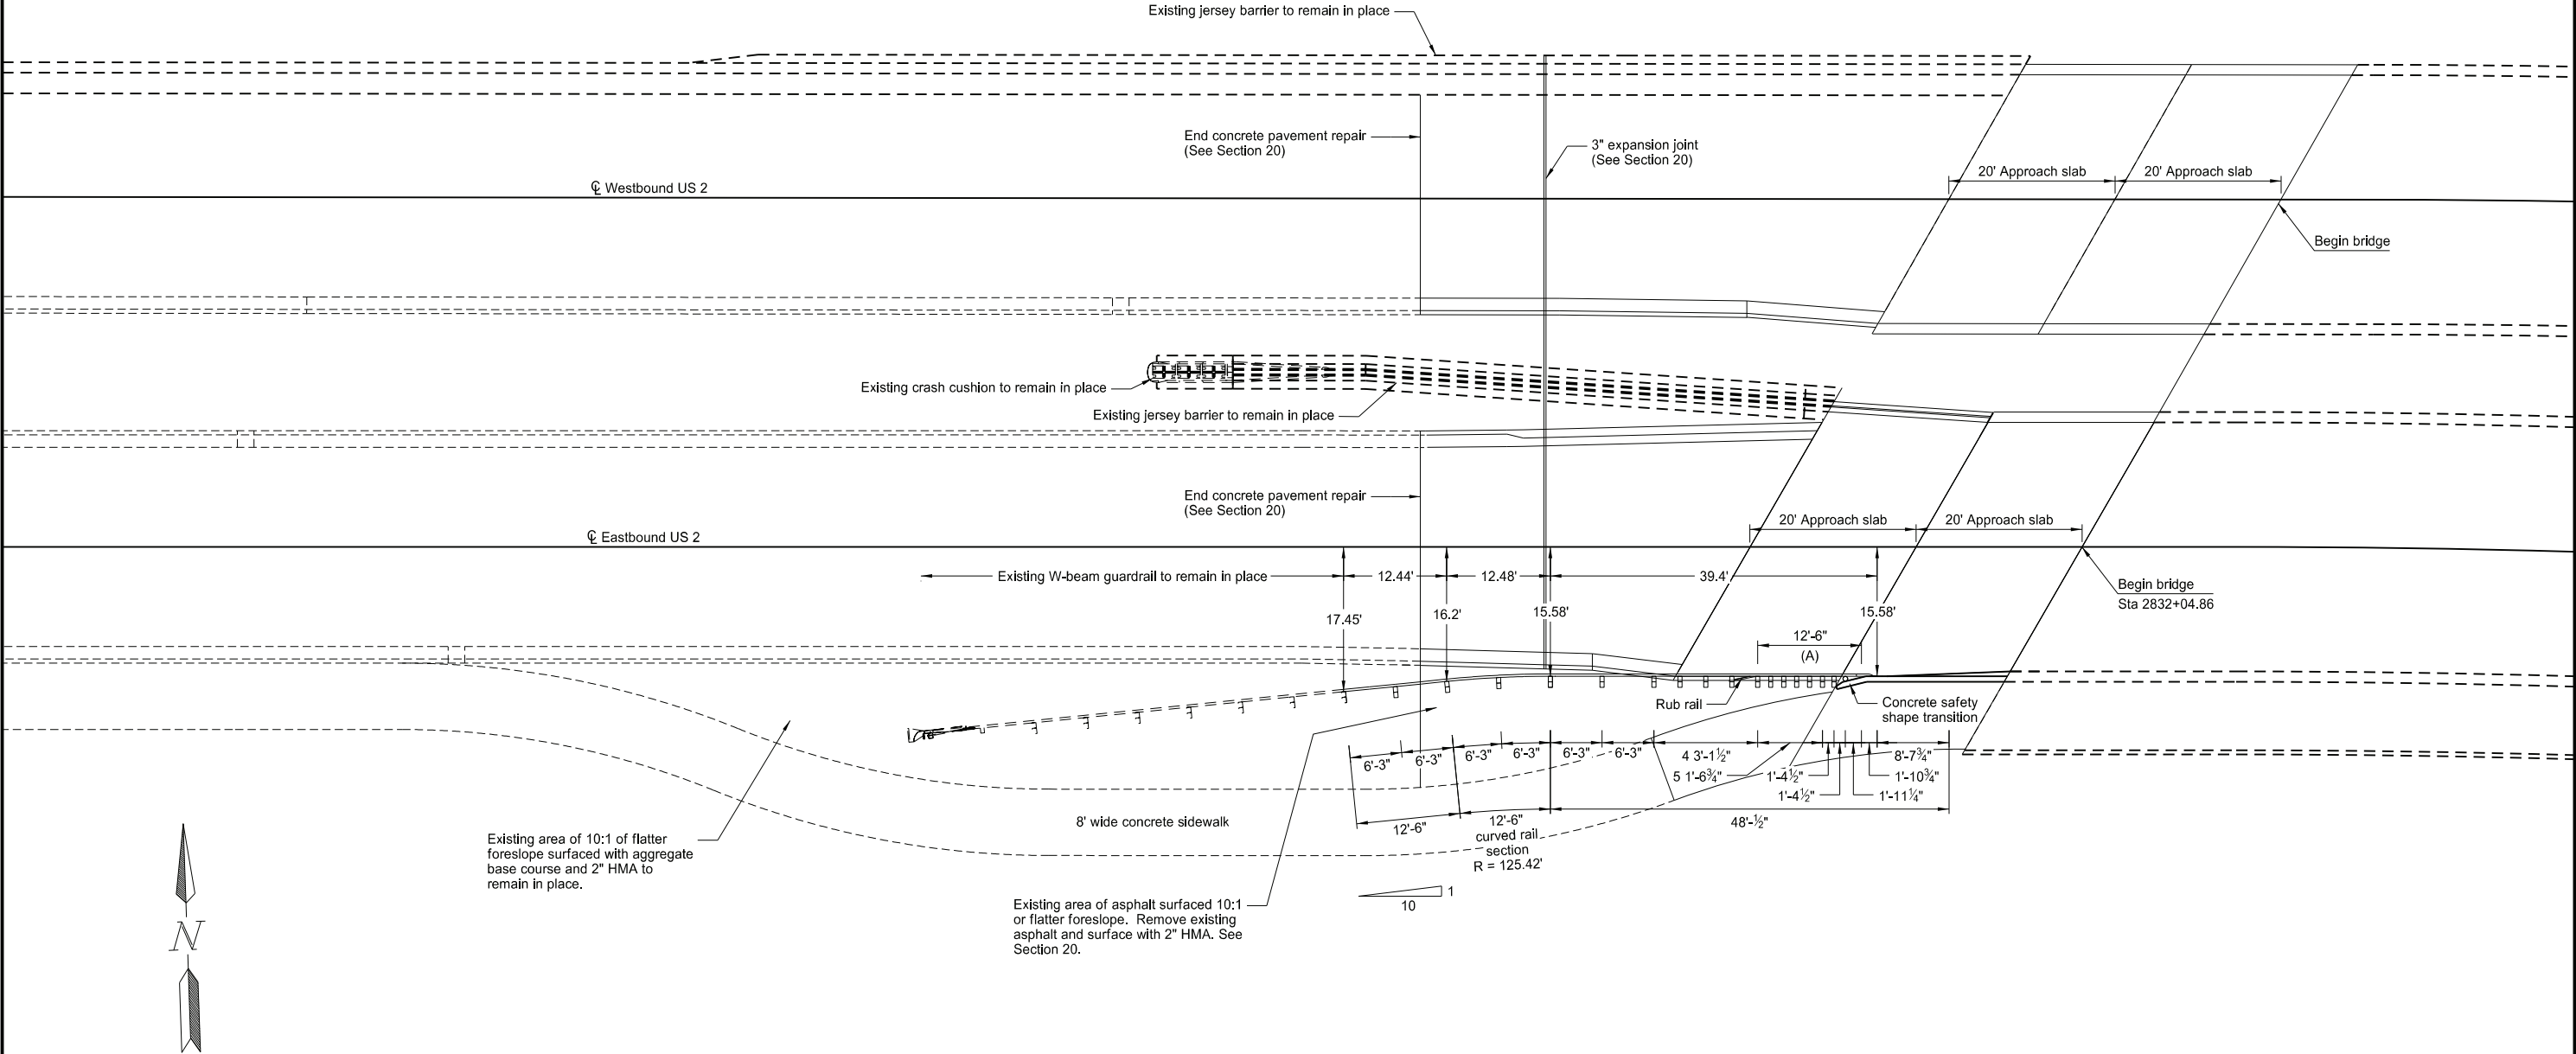 Existing jersey barrier to remain in place
End concrete pavement repair
(See Section 20)
3" expansion joint
(See Section 20)
20' Approach slab
20' Approach slab
℄ Westbound US 2
Begin bridge
Existing crash cushion to remain in place
Existing jersey barrier to remain in place
End concrete pavement repair
(See Section 20)
20' Approach slab
20' Approach slab
℄ Eastbound US 2
Existing W-beam guardrail to remain in place
12.44'
12.48'
39.4'
Begin bridge
Sta 2832+04.86
17.45'
16.2'
15.58'
15.58'
12'-6"
(A)
Rub rail
Concrete safety
shape transition
6'-3"
6'-3"
6'-3"
6'-3"
6'-3"
6'-3"
4 3'-1½"
8'-7¾"
5 1'-6¾"
1'-4½"
1'-10¾"
1'-4½"
1'-11¼"
12'-6"
12'-6"
curved rail
section
R = 125.42'
48'-½"
8' wide concrete sidewalk
Existing area of 10:1 of flatter
foreslope surfaced with aggregate
base course and 2" HMA to
remain in place.
1
10
Existing area of asphalt surfaced 10:1
or flatter foreslope. Remove existing
asphalt and surface with 2" HMA. See
Section 20.
N